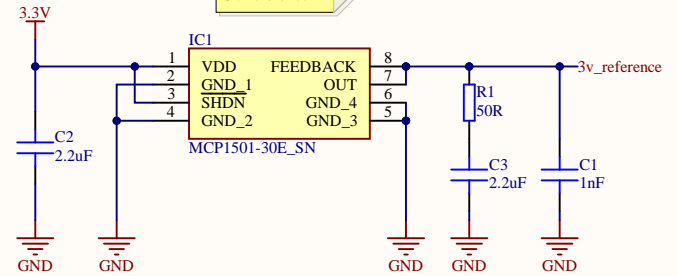 3.3V
IC1
1 VDD FEEDBACK 8
2 GND_1 OUT 7
3 SHDN GND_4 6
4 GND_2 GND_3 5
MCP1501-30E_SN
3v_reference
C2
2.2uF
R1
50R
C3
2.2uF
C1
1nF
GND GND GND GND GND